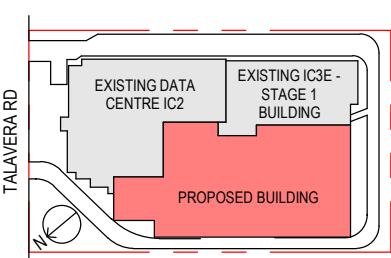 TALAVERA RD
EXISTING DATA
CENTRE IC2
EXISTING IC3E -
STAGE 1
BUILDING
PROPOSED BUILDING
N